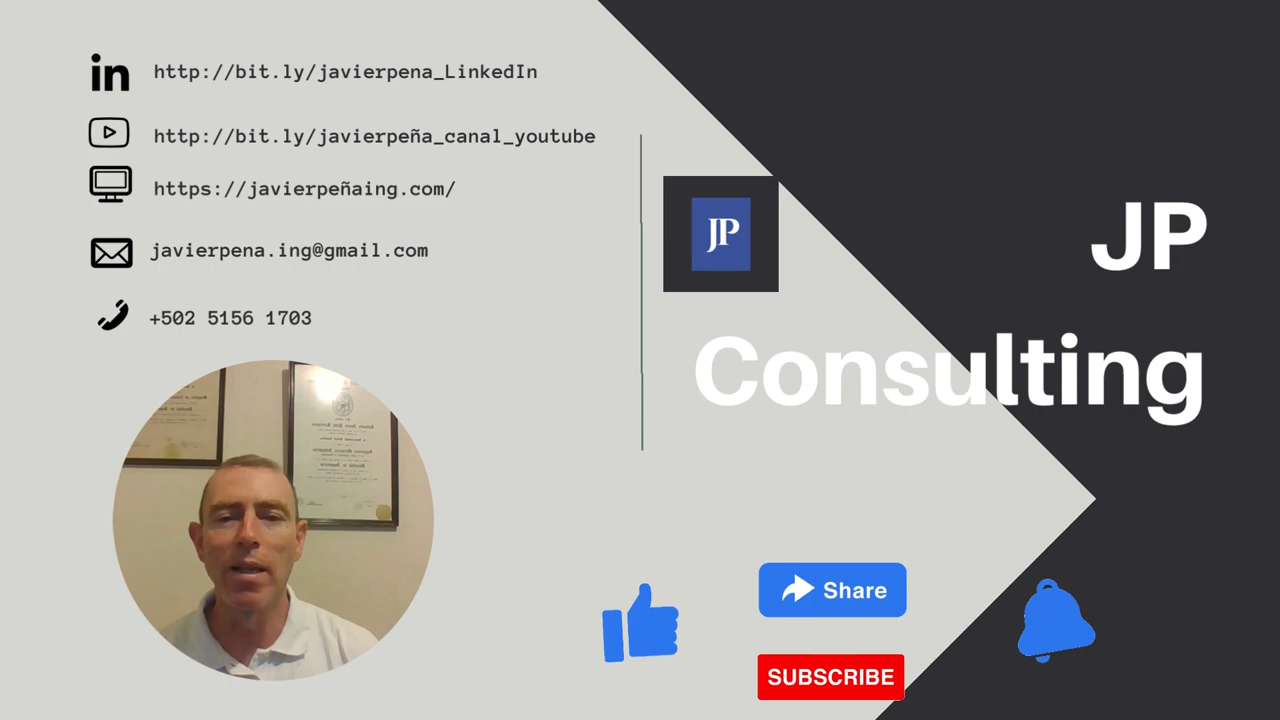 http://bit.ly/javierpena_LinkedIn
http://bit.ly/javierpeña_canal_youtube
https://javierpeñaing.com/
javierpena.ing@gmail.com
+502 5156 1703
JP
JP
Consulting
Share
SUBSCRIBE